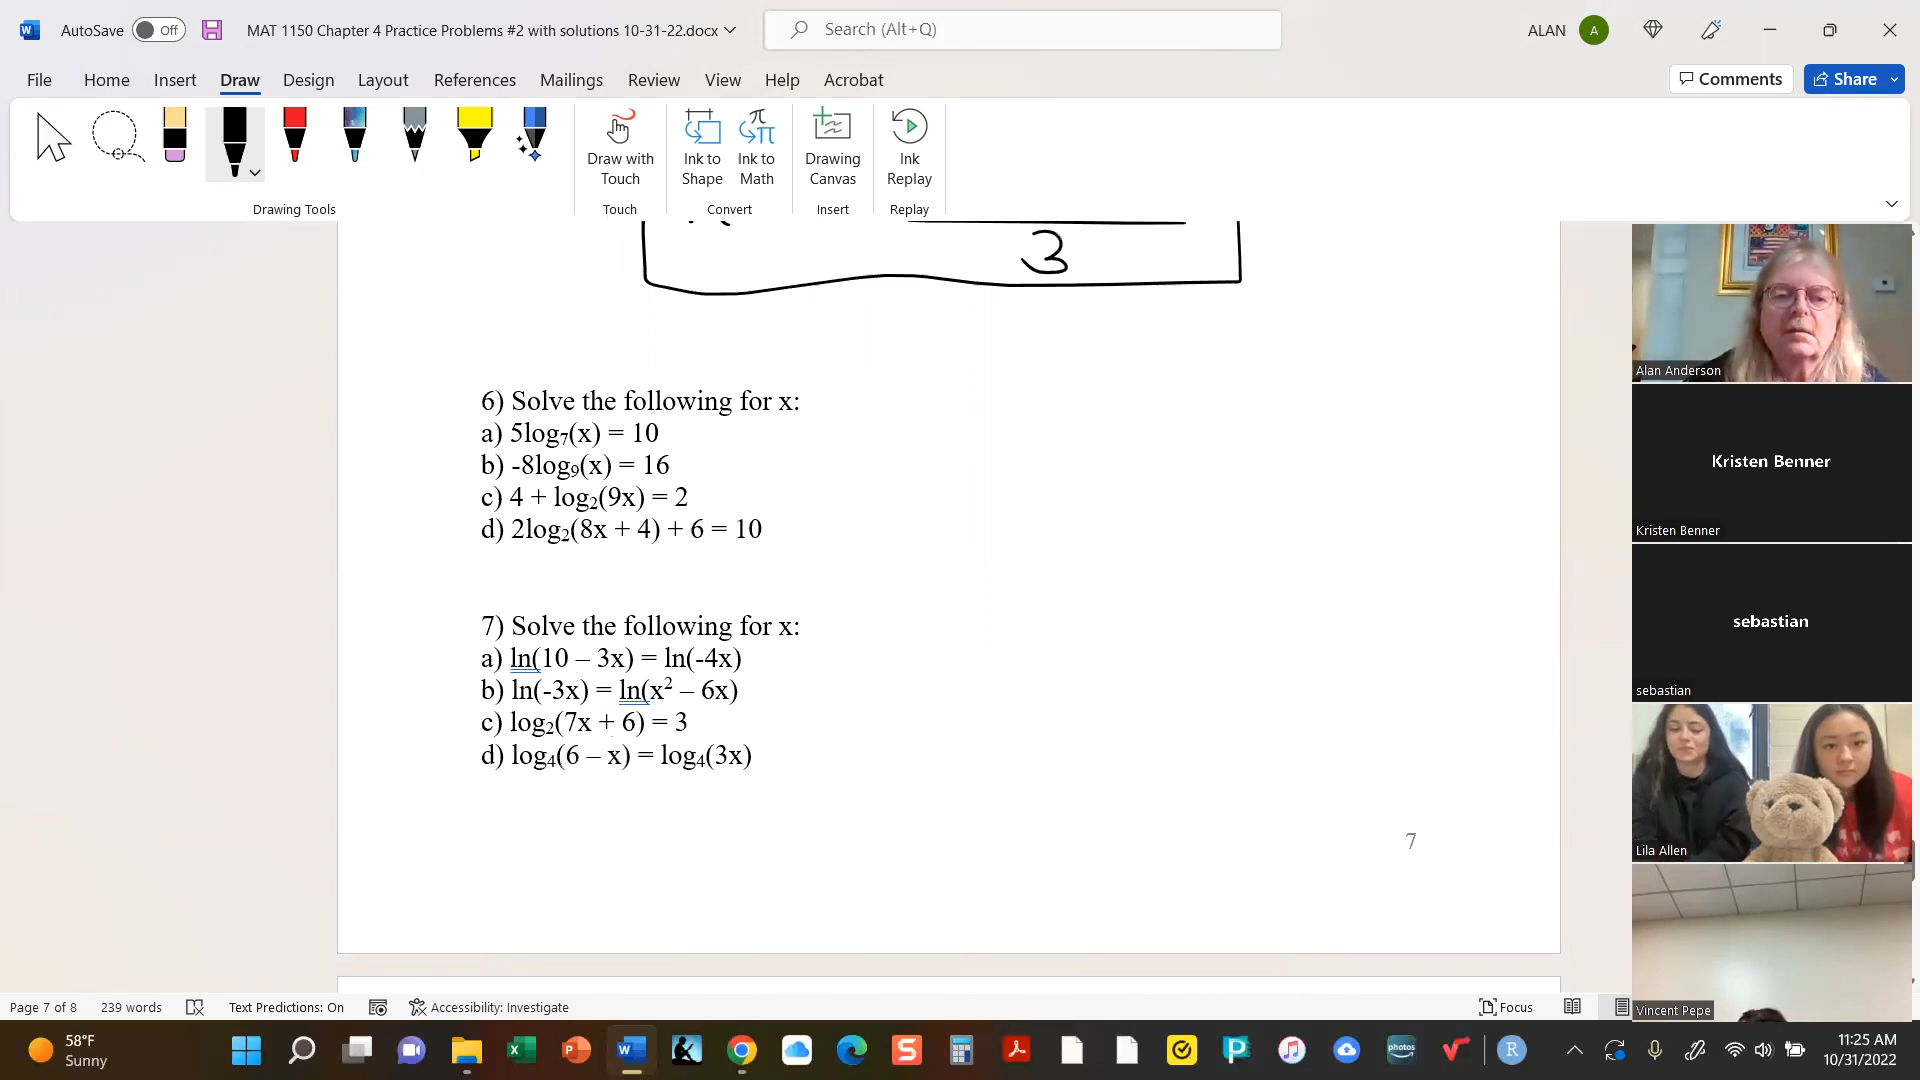 AutoSave Off MAT 1150 Chapter 4 Practice Problems #2 with solutions 10-31-22.docx Search (Alt+Q) ALAN A
File Home Insert Draw Design Layout References Mailings Review View Help Acrobat Comments Share
Draw with Touch
Ink to Shape
Ink to Math
Drawing Canvas
Ink Replay
Drawing Tools Touch Convert Insert Replay
3
6) Solve the following for x:
a) 5log₇(x) = 10
b) -8log₉(x) = 16
c) 4 + log₂(9x) = 2
d) 2log₂(8x + 4) + 6 = 10
7) Solve the following for x:
a) ln(10 – 3x) = ln(-4x)
b) ln(-3x) = ln(x² – 6x)
c) log₂(7x + 6) = 3
d) log₄(6 – x) = log₄(3x)
7
Alan Anderson
Kristen Benner
Kristen Benner
sebastian
sebastian
Lila Allen
Vincent Pepe
Page 7 of 8 239 words Text Predictions: On Accessibility: Investigate Focus
58°F
Sunny
photos
R
11:25 AM
10/31/2022